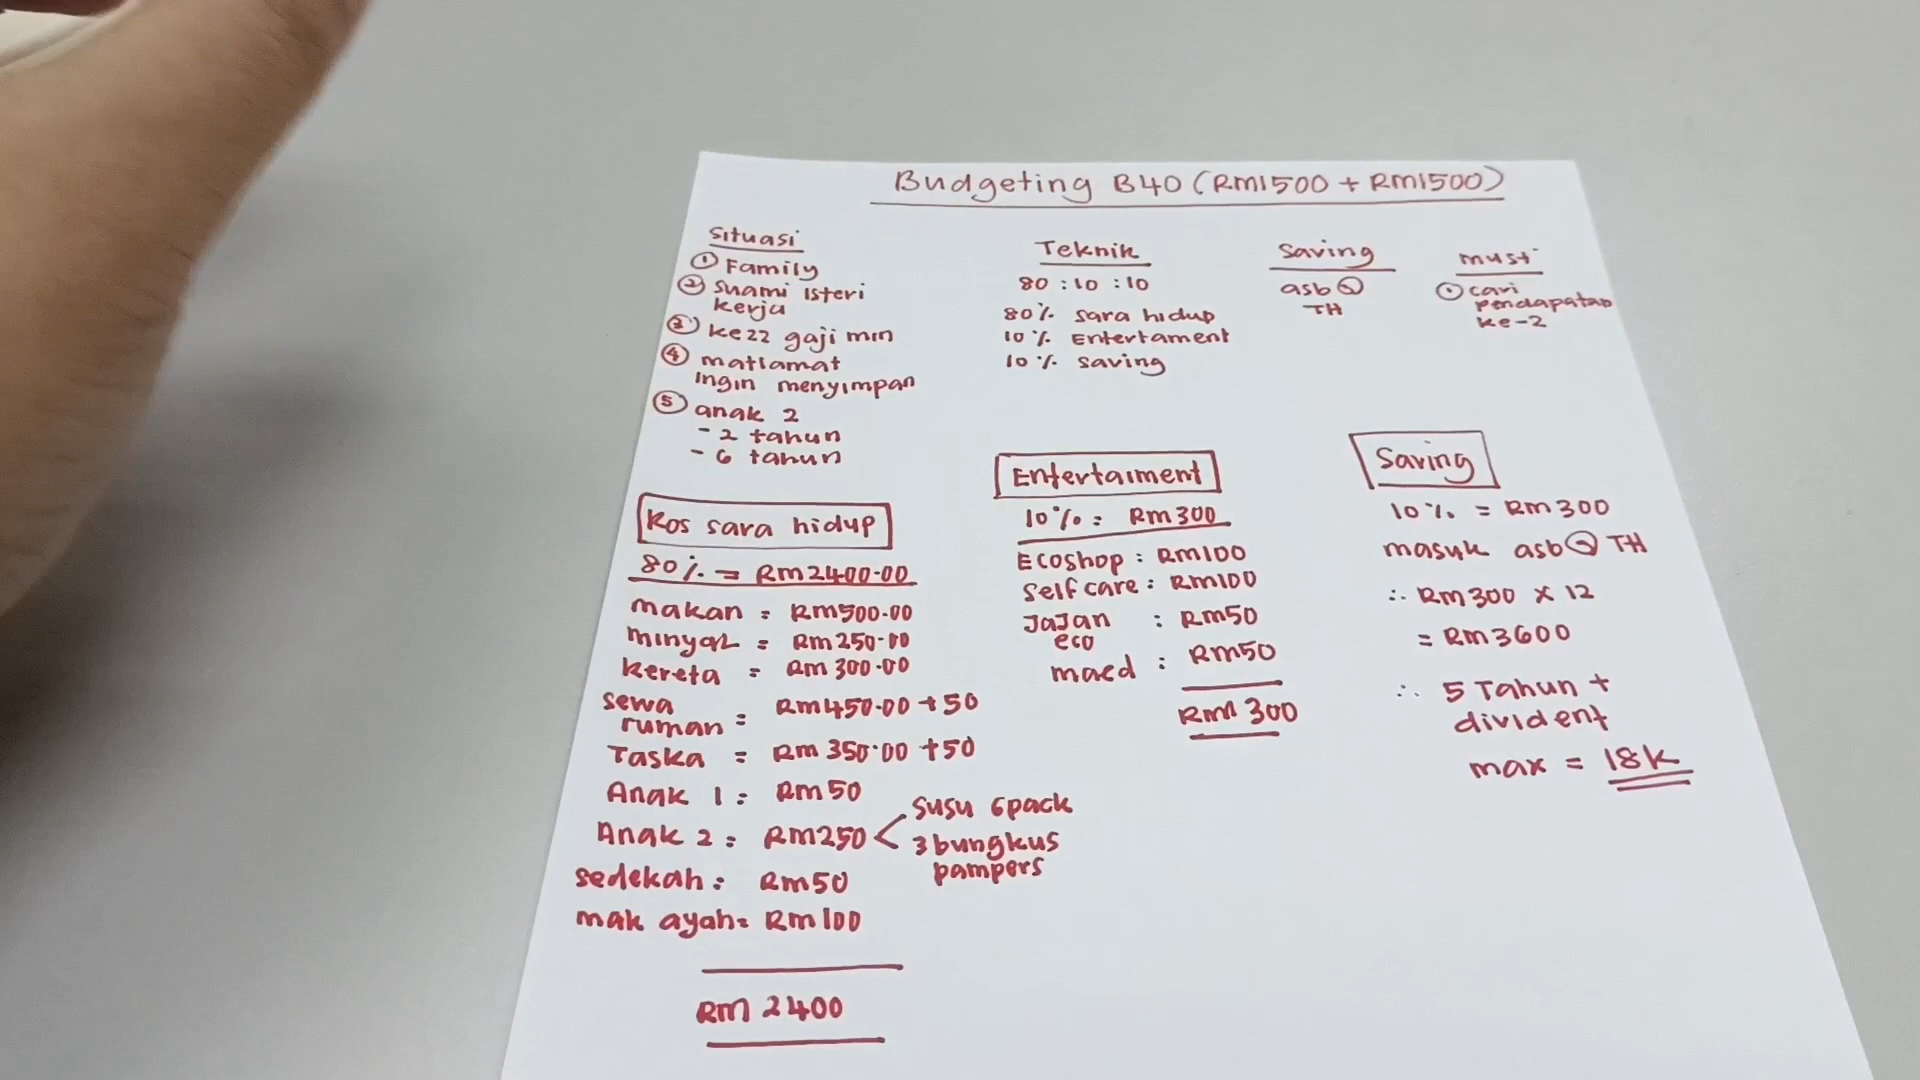 Budgeting B40 (RM1500 + RM1500)
Situasi
① Family
② Suami isteri
kerja
③ ke22 gaji min
④ matlamat
ingin menyimpan
⑤ anak 2
- 2 tahun
- 6 tahun
Teknik
80 : 10 : 10
80% sara hidup
10% Entertament
10% saving
Saving
asb
TH
must
① cari
pendapatan
ke-2
Kos sara hidup
80% = RM2400.00
makan = RM500.00
minyak = RM250.00
kereta = RM300.00
sewa
rumah = RM450.00 + 50
Taska = RM350.00 + 50
Anak 1 : RM50
Anak 2 : RM250 < susu 6pack
3 bungkus
pampers
sedekah : RM50
mak ayah = RM100
RM 2400
Entertaiment
10% = RM300
Ecoshop : RM100
Self care : RM100
Jajan : RM50
eco
macd : RM50
RM 300
Saving
10% = RM300
masuk asb TH
∴ RM300 x 12
= RM3600
∴ 5 Tahun +
divident
max = 18k